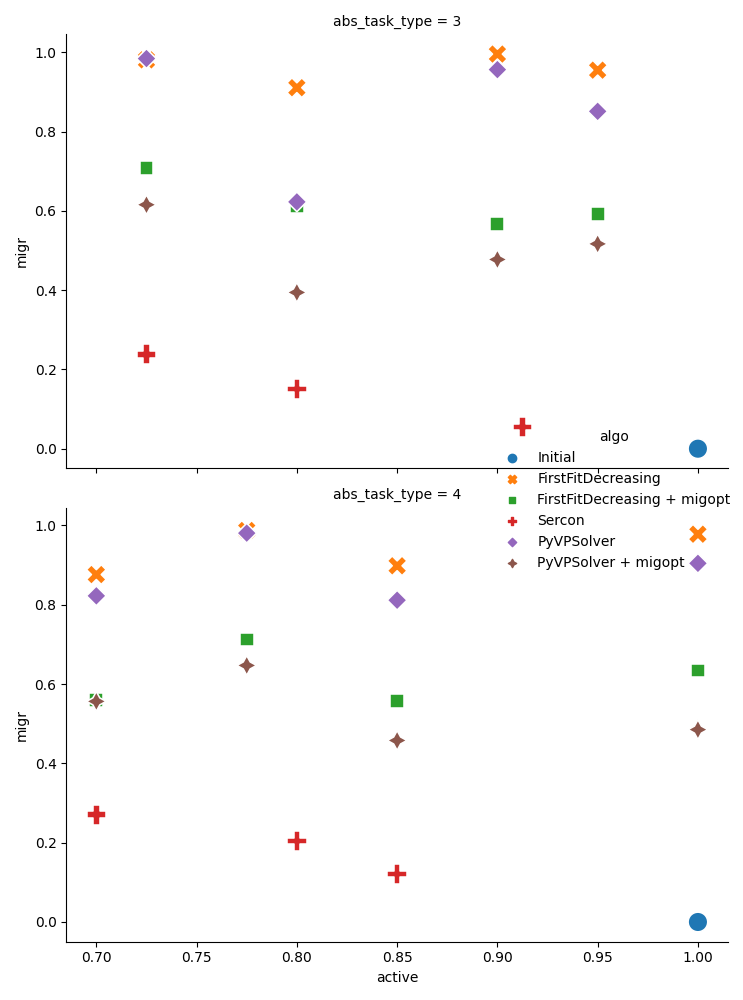 abs_task_type = 3
1.0
0.8
0.6
0.4
0.2
0.0
migr
algo
Initial
FirstFitDecreasing
FirstFitDecreasing + migopt
Sercon
PyVPSolver
PyVPSolver + migopt
abs_task_type = 4
1.0
0.8
0.6
0.4
0.2
0.0
migr
0.70 0.75 0.80 0.85 0.90 0.95 1.00
active